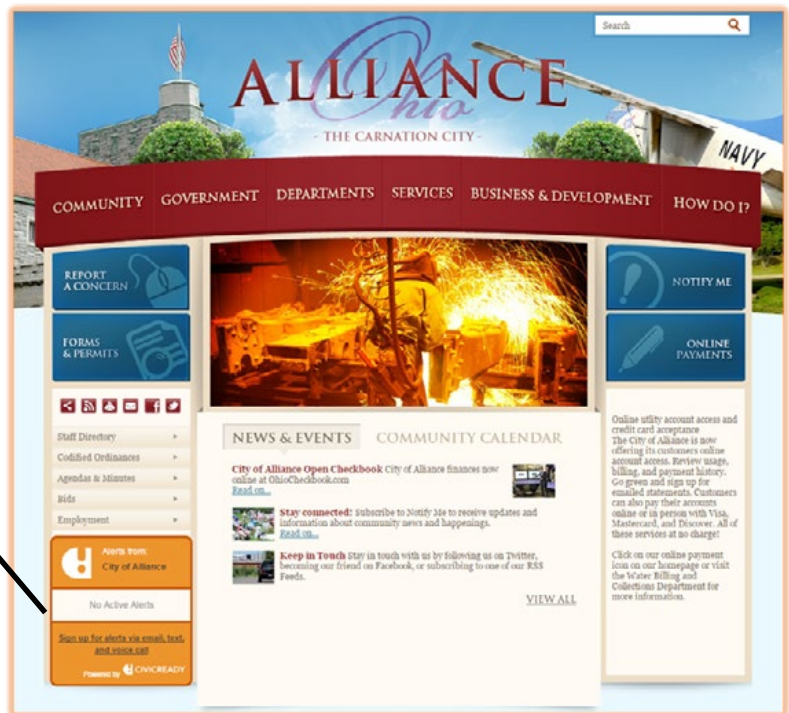 Search
ALLIANCE
Ohio
- THE CARNATION CITY -
NAVY
COMMUNITY GOVERNMENT DEPARTMENTS SERVICES BUSINESS & DEVELOPMENT HOW DO I?
REPORT
A CONCERN
FORMS
& PERMITS
NOTIFY ME
ONLINE
PAYMENTS
Staff Directory
Codified Ordinances
Agendas & Minutes
Bids
Employment
Alerts from:
City of Alliance
No Active Alerts
Sign up for alerts via email, text,
and voice call
Powered by CIVICREADY
NEWS & EVENTS COMMUNITY CALENDAR
City of Alliance Open Checkbook City of Alliance finances now
online at OhioCheckbook.com
Read on...
Stay connected: Subscribe to Notify Me to receive updates and
information about community news and happenings.
Read on...
Keep in Touch Stay in touch with us by following us on Twitter,
becoming our friend on Facebook, or subscribing to one of our RSS
Feeds.
VIEW ALL
Online utlity account access and
credit card acceptance
The City of Alliance is now
offering its customers online
account access. Review usage,
billing, and payment history.
Go green and sign up for
emailed statements. Customers
can also pay their accounts
online or in person with Visa,
Mastercard, and Discover. All of
these services at no charge!
Click on our online payment
icon on our homepage or visit
the Water Billing and
Collections Department for
more information.